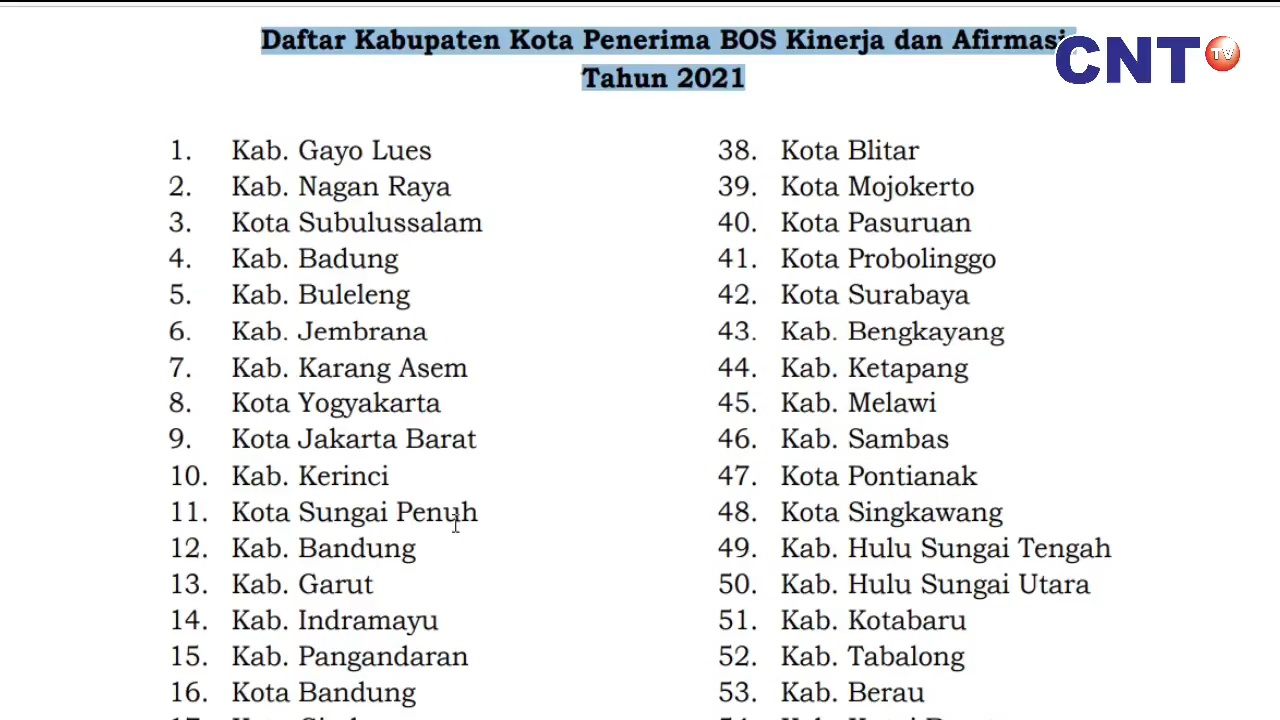 Daftar Kabupaten Kota Penerima BOS Kinerja dan Afirmasi
Tahun 2021
CNT TV
1. Kab. Gayo Lues
2. Kab. Nagan Raya
3. Kota Subulussalam
4. Kab. Badung
5. Kab. Buleleng
6. Kab. Jembrana
7. Kab. Karang Asem
8. Kota Yogyakarta
9. Kota Jakarta Barat
10. Kab. Kerinci
11. Kota Sungai Penuh
12. Kab. Bandung
13. Kab. Garut
14. Kab. Indramayu
15. Kab. Pangandaran
16. Kota Bandung
38. Kota Blitar
39. Kota Mojokerto
40. Kota Pasuruan
41. Kota Probolinggo
42. Kota Surabaya
43. Kab. Bengkayang
44. Kab. Ketapang
45. Kab. Melawi
46. Kab. Sambas
47. Kota Pontianak
48. Kota Singkawang
49. Kab. Hulu Sungai Tengah
50. Kab. Hulu Sungai Utara
51. Kab. Kotabaru
52. Kab. Tabalong
53. Kab. Berau